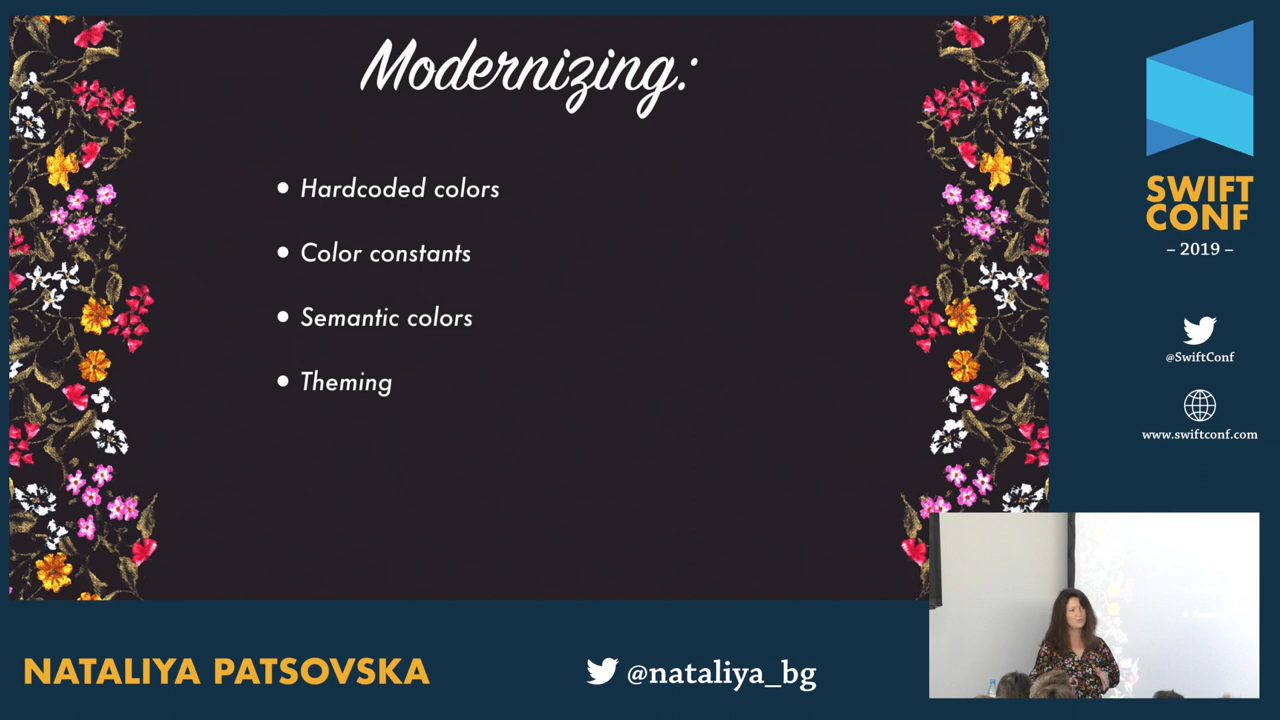 Modernizing:
Hardcoded colors
Color constants
Semantic colors
Theming
SWIFT
CONF
– 2019 –
@SwiftConf
www.swiftconf.com
NATALIYA PATSOVSKA
@nataliya_bg